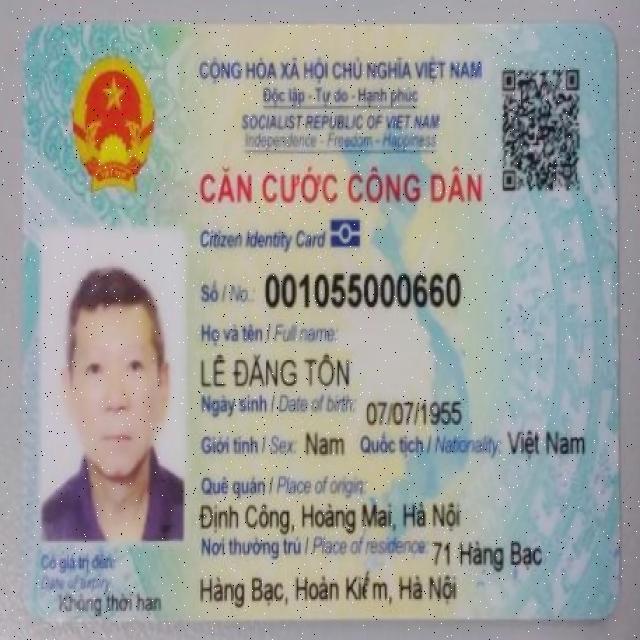 CỘNG HÒA XÃ HỘI CHỦ NGHĨA VIỆT NAM
Độc lập - Tự do - Hạnh phúc
SOCIALIST REPUBLIC OF VIET NAM
Independence - Freedom - Happiness
CĂN CƯỚC CÔNG DÂN
Citizen Identity Card
Số / No.: 001055000660
Họ và tên / Full name:
LÊ ĐĂNG TÔN
Ngày sinh / Date of birth: 07/07/1955
Giới tính / Sex: Nam Quốc tịch / Nationality: Việt Nam
Quê quán / Place of origin:
Định Công, Hoàng Mai, Hà Nội
Nơi thường trú / Place of residence: 71 Hàng Bạc
Hàng Bạc, Hoàn Kiếm, Hà Nội
Có giá trị đến:
Date of expiry
Không thời hạn